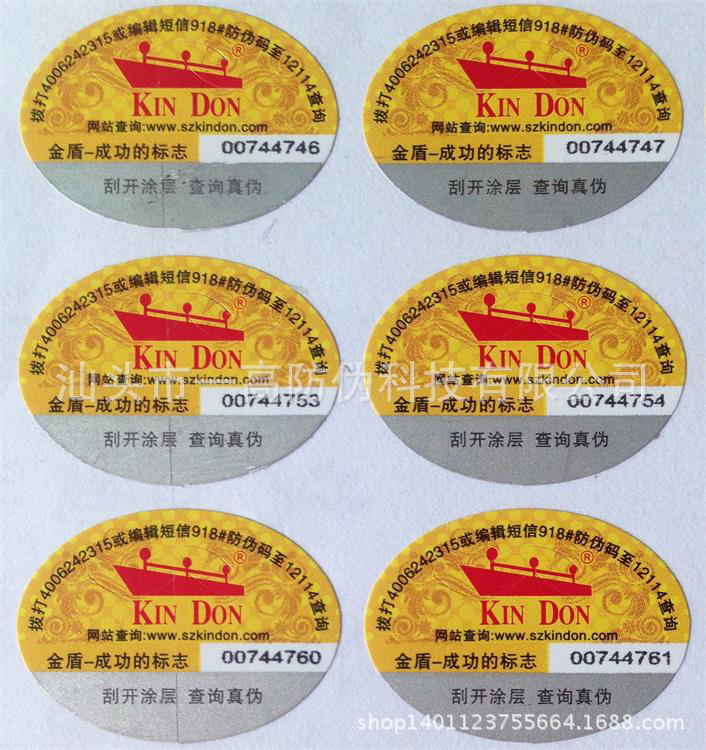 拨打4006242315或编辑短信918#防伪码至12114查询
®
KIN DON
网站查询:www.szkindon.com
金盾-成功的标志 00744746
刮开涂层 查询真伪
拨打4006242315或编辑短信918#防伪码至12114查询
®
KIN DON
网站查询:www.szkindon.com
金盾-成功的标志 00744747
刮开涂层 查询真伪
拨打4006242315或编辑短信918#防伪码至12114查询
®
KIN DON
网站查询:www.szkindon.com
金盾-成功的标志 00744753
刮开涂层 查询真伪
拨打4006242315或编辑短信918#防伪码至12114查询
®
KIN DON
网站查询:www.szkindon.com
金盾-成功的标志 00744754
刮开涂层 查询真伪
汕头市 高防伪科技有限公司
拨打4006242315或编辑短信918#防伪码至12114查询
®
KIN DON
网站查询:www.szkindon.com
金盾-成功的标志 00744760
刮开涂层 查询真伪
拨打4006242315或编辑短信918#防伪码至12114查询
®
KIN DON
网站查询:www.szkindon.com
金盾-成功的标志 00744761
刮开涂层 查询真伪
shop1401123755664.1688.com